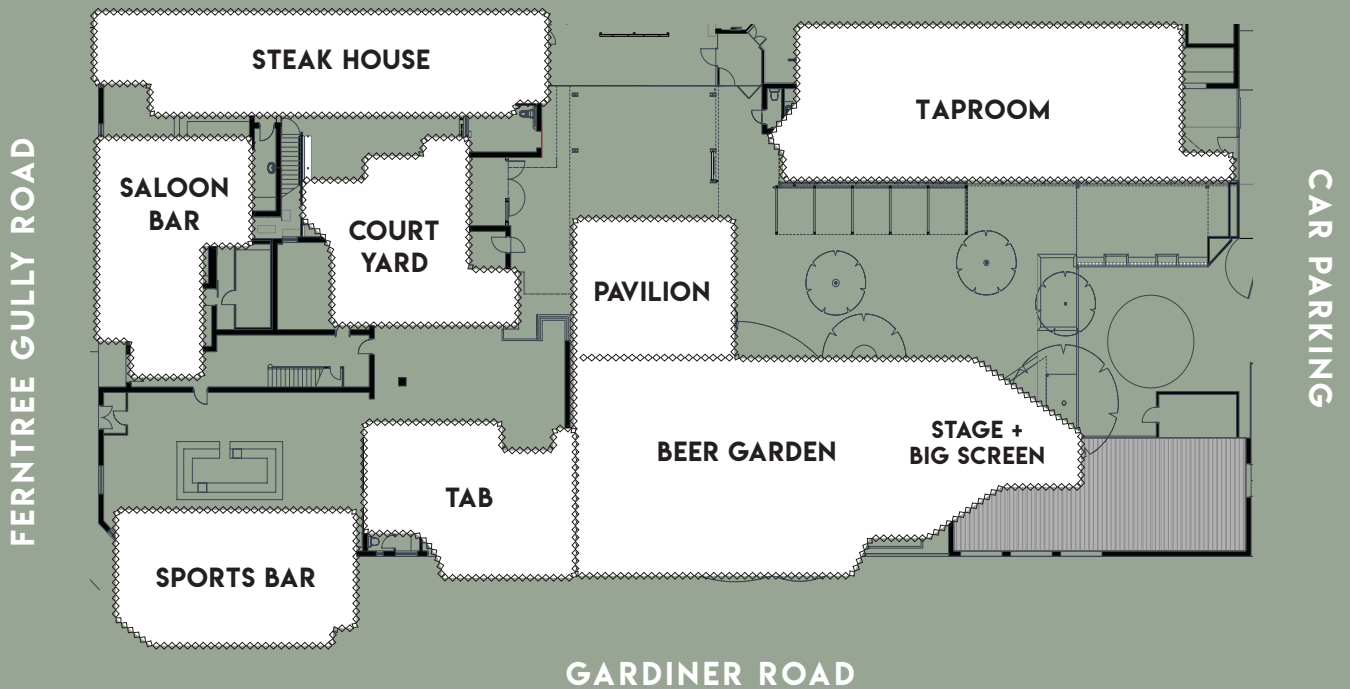 STEAK HOUSE
TAPROOM
SALOON
BAR
COURT
YARD
PAVILION
FERNTREE GULLY ROAD
CAR PARKING
BEER GARDEN
STAGE +
BIG SCREEN
TAB
SPORTS BAR
GARDINER ROAD